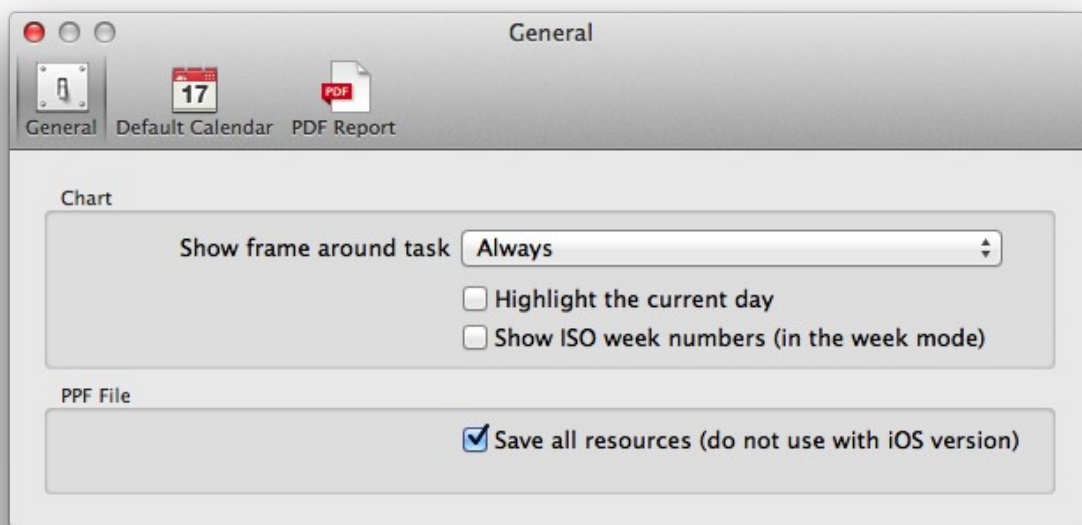 General
17
PDF
General Default Calendar PDF Report
Chart
Show frame around task Always
Highlight the current day
Show ISO week numbers (in the week mode)
PPF File
Save all resources (do not use with iOS version)